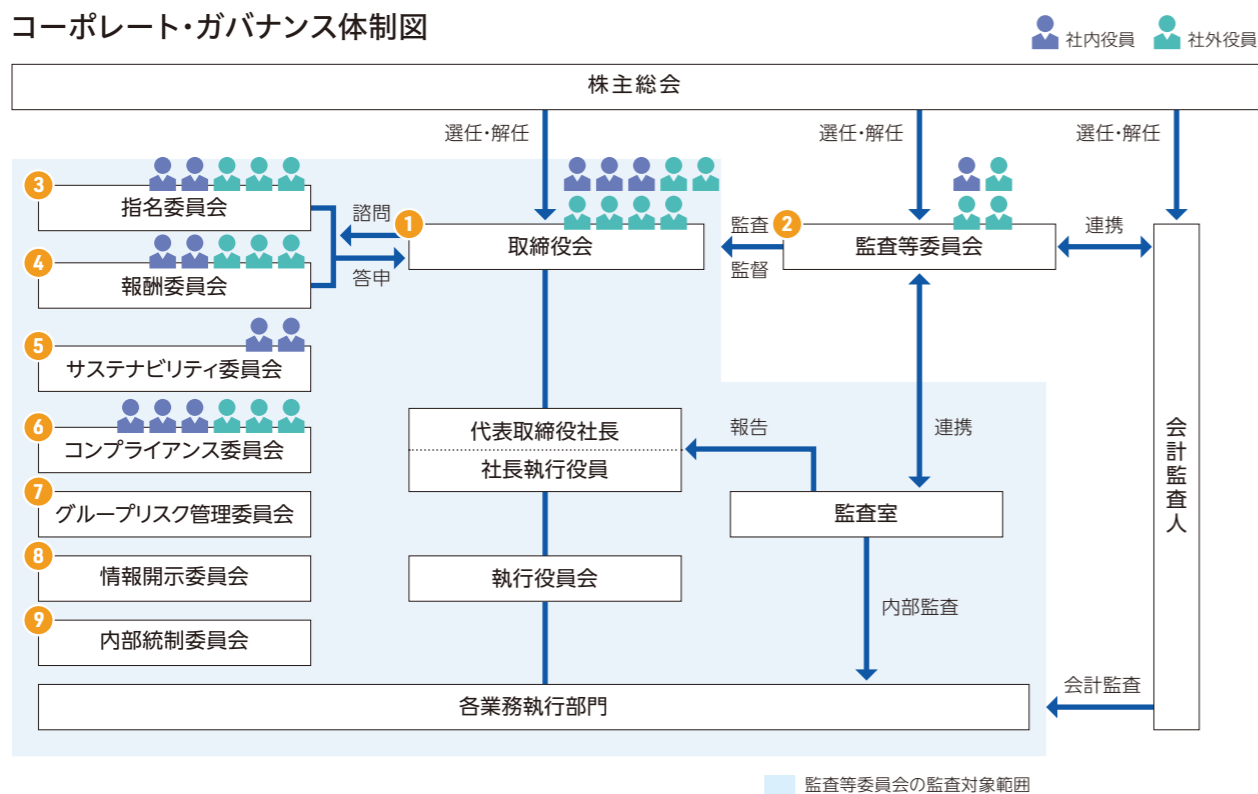 コーポレート・ガバナンス体制図
社内役員
社外役員
株主総会
選任・解任
選任・解任
選任・解任
3
指名委員会
諮問
1
取締役会
監査
監督
2
監査等委員会
連携
4
報酬委員会
答申
5
サステナビリティ委員会
6
コンプライアンス委員会
代表取締役社長
社長執行役員
報告
連携
会計監査人
7
グループリスク管理委員会
監査室
8
情報開示委員会
執行役員会
内部監査
9
内部統制委員会
各業務執行部門
会計監査
監査等委員会の監査対象範囲